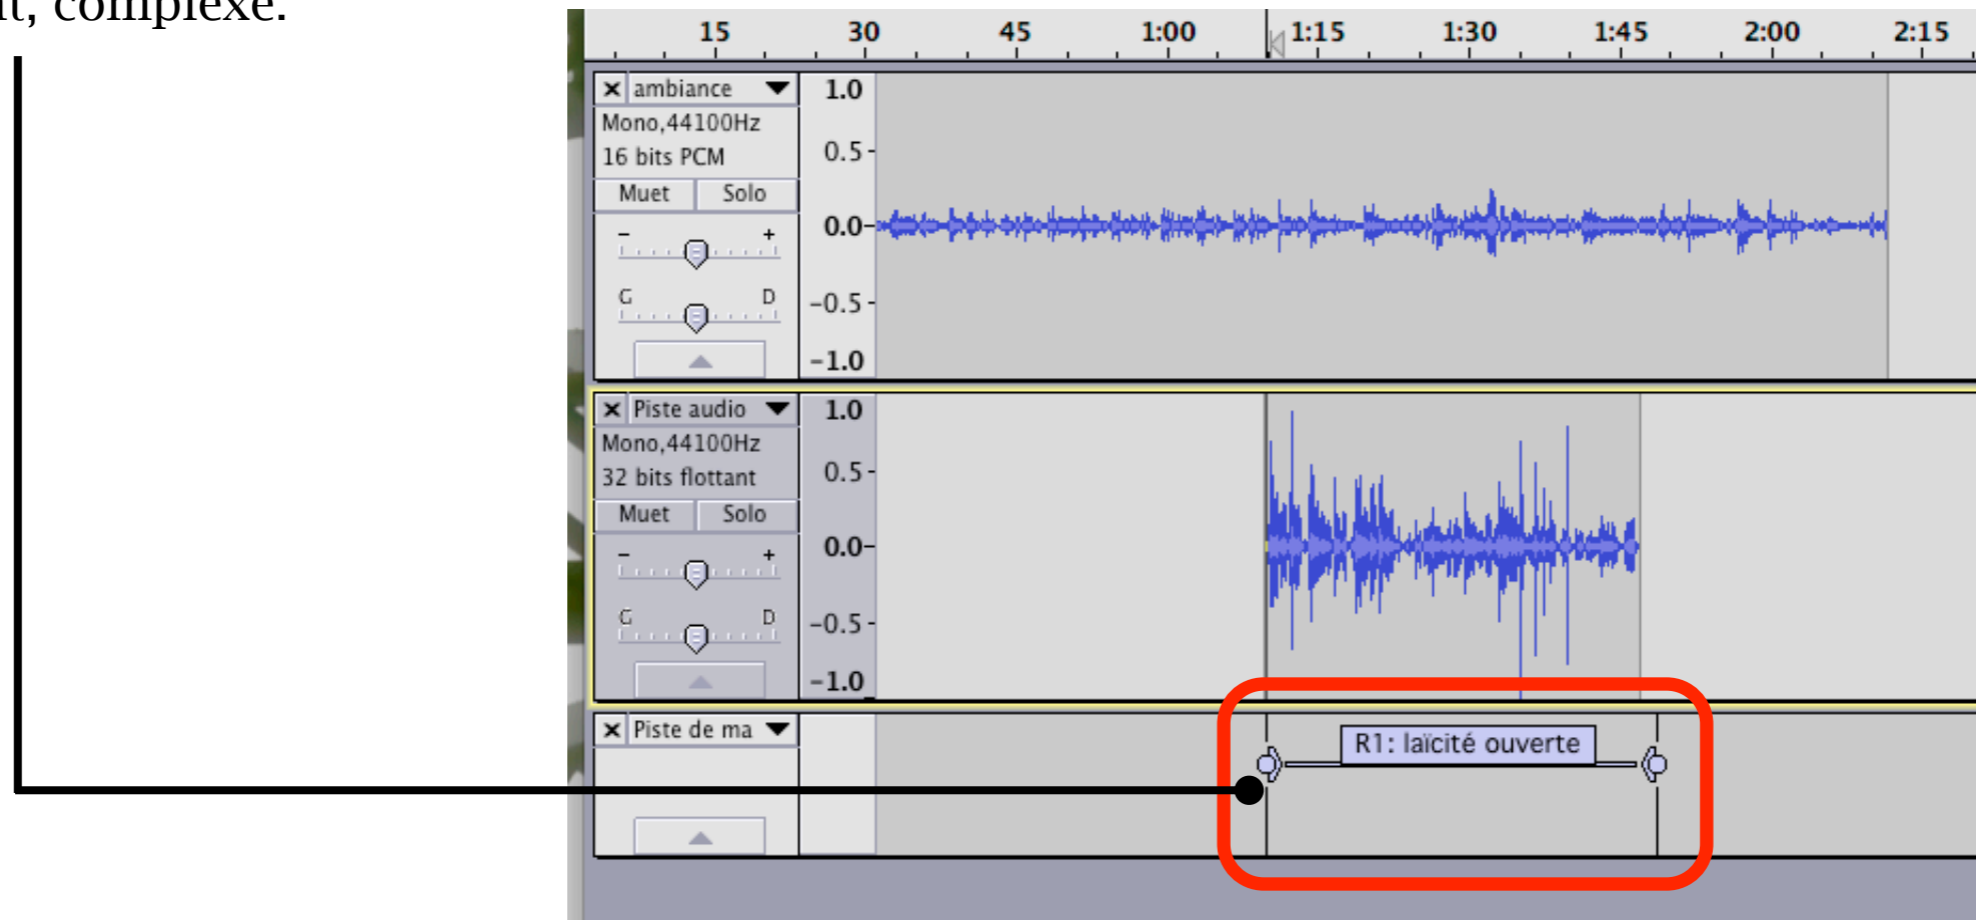 it, complexe.
15 30 45 1:00 1:15 1:30 1:45 2:00 2:15
ambiance
Mono,44100Hz
16 bits PCM
Muet Solo
- +
G D
1.0
0.5
0.0
-0.5
-1.0
Piste audio
Mono,44100Hz
32 bits flottant
Muet Solo
- +
G D
1.0
0.5
0.0
-0.5
-1.0
Piste de ma
R1: laïcité ouverte